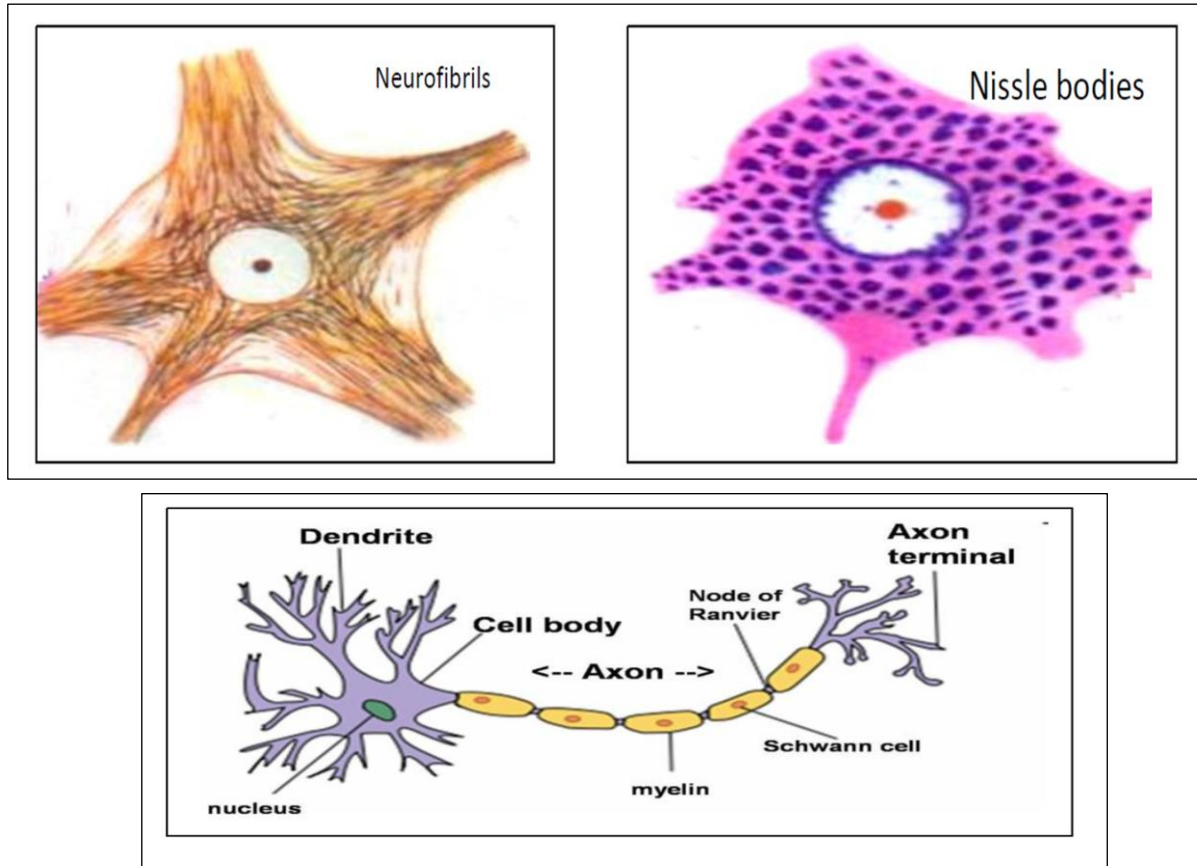 Neurofibrils
Nissle bodies
Dendrite
Axon
terminal
Node of
Ranvier
Cell body
<-- Axon -->
Schwann cell
myelin
nucleus